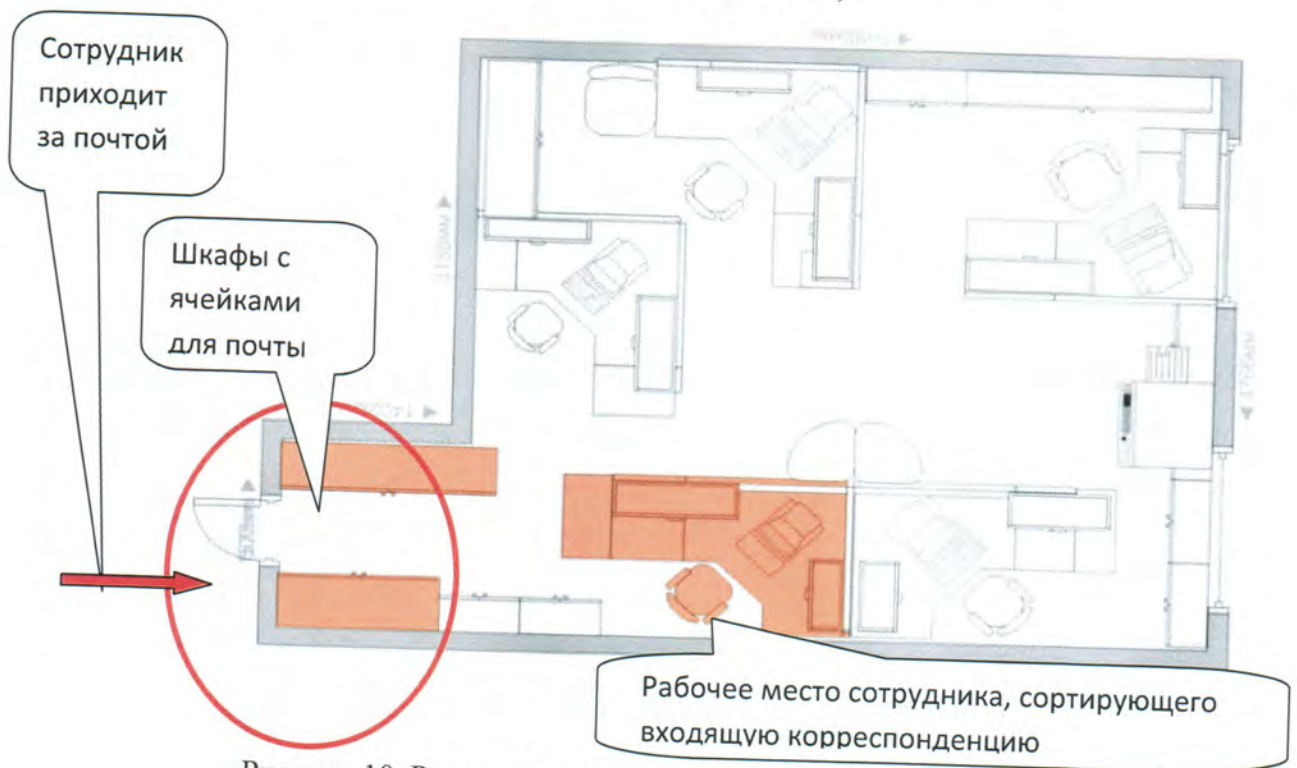 Сотрудник
приходит
за почтой
Шкафы с
ячейками
для почты
Рабочее место сотрудника, сортирующего
входящую корреспонденцию